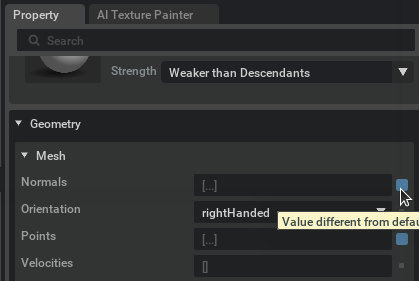 Property
AI Texture Painter
Search
Strength
Weaker than Descendants
Geometry
Mesh
Normals
[...]
Orientation
rightHanded
Value different from defau
Points
[...]
Velocities
[]